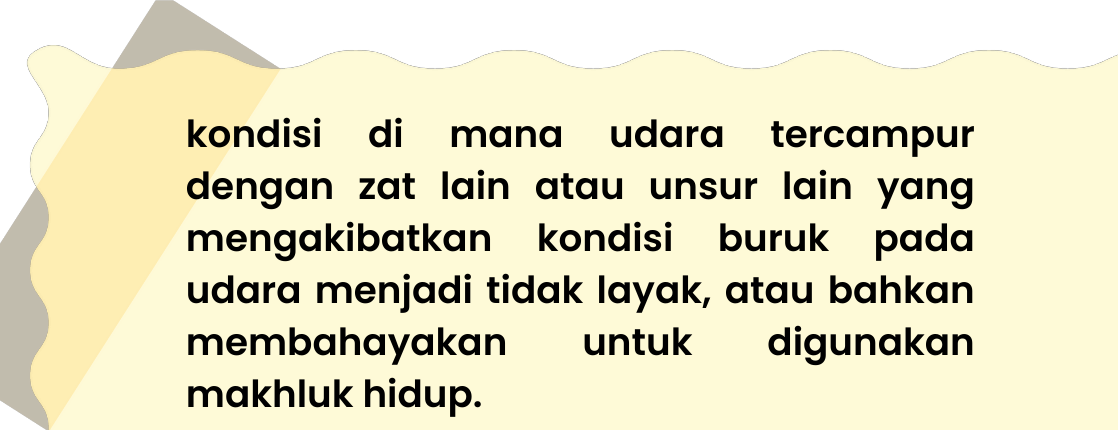 kondisi di mana udara tercampur
dengan zat lain atau unsur lain yang
mengakibatkan kondisi buruk pada
udara menjadi tidak layak, atau bahkan
membahayakan untuk digunakan
makhluk hidup.